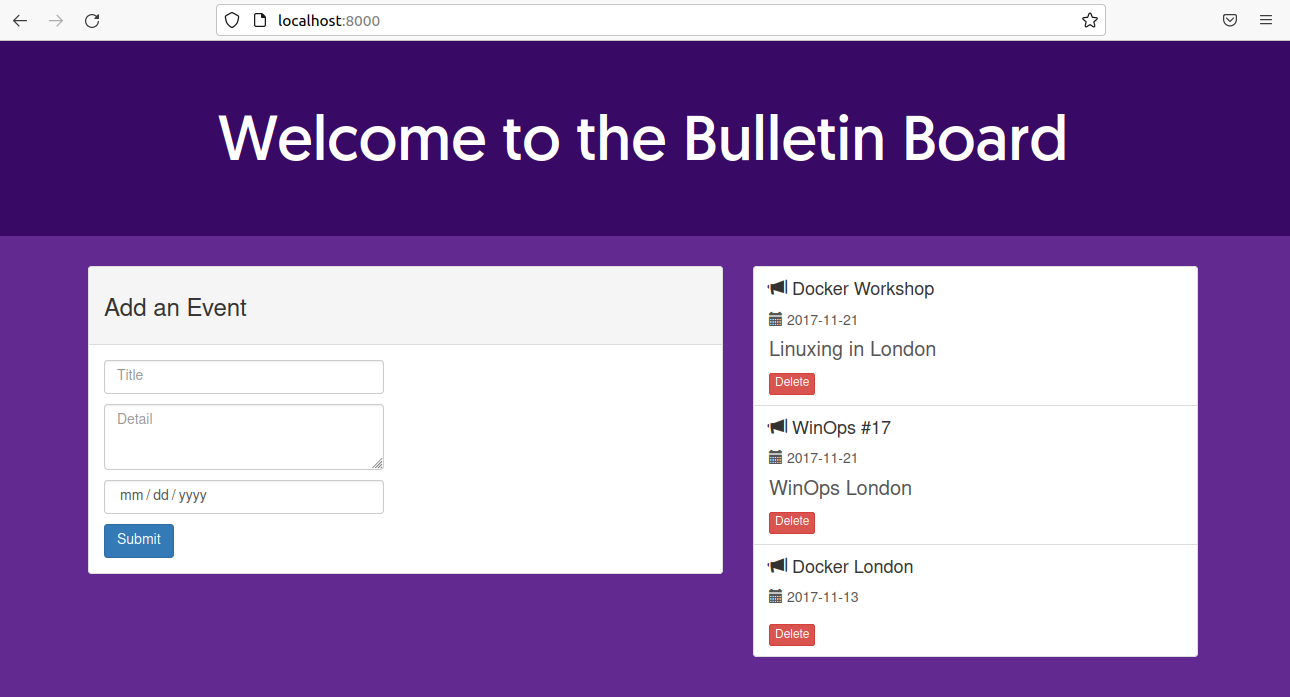 localhost:8000
Welcome to the Bulletin Board
Add an Event
Title
Detail
mm / dd / yyyy
Submit
Docker Workshop
2017-11-21
Linuxing in London
Delete
WinOps #17
2017-11-21
WinOps London
Delete
Docker London
2017-11-13
Delete